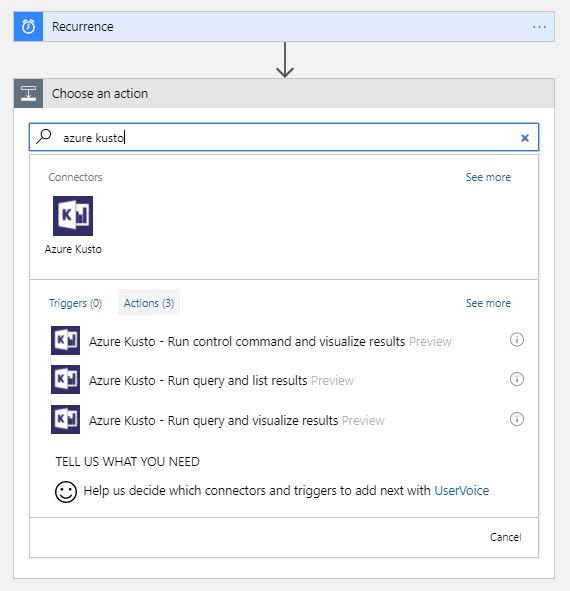 Recurrence
Choose an action
azure kusto
Connectors
See more
Azure Kusto
Triggers (0)
Actions (3)
See more
Azure Kusto - Run control command and visualize results Preview
Azure Kusto - Run query and list results Preview
Azure Kusto - Run query and visualize results Preview
TELL US WHAT YOU NEED
Help us decide which connectors and triggers to add next with UserVoice
Cancel